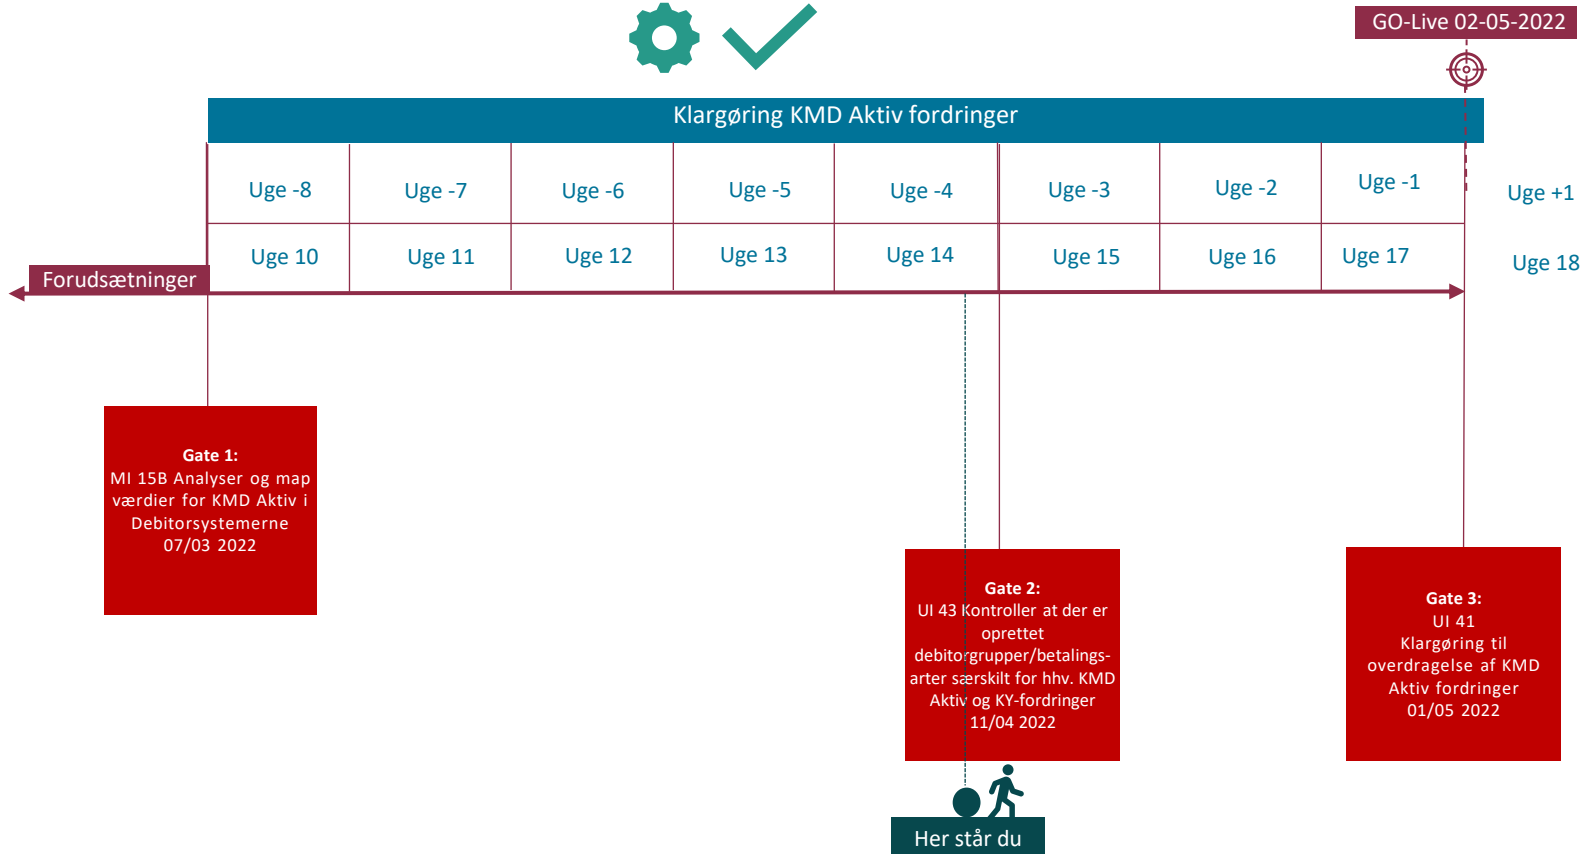 GO-Live 02-05-2022
Klargøring KMD Aktiv fordringer
Uge -8
Uge -7
Uge -6
Uge -5
Uge -4
Uge -3
Uge -2
Uge -1
Uge +1
Uge 10
Uge 11
Uge 12
Uge 13
Uge 14
Uge 15
Uge 16
Uge 17
Uge 18
Forudsætninger
Gate 1:
MI 15B Analyser og map
værdier for KMD Aktiv i
Debitorsystemerne
07/03 2022
Gate 2:
UI 43 Kontroller at der er
oprettet
debitorgrupper/betalings-
arter særskilt for hhv. KMD
Aktiv og KY-fordringer
11/04 2022
Gate 3:
UI 41
Klargøring til
overdragelse af KMD
Aktiv fordringer
01/05 2022
Her står du